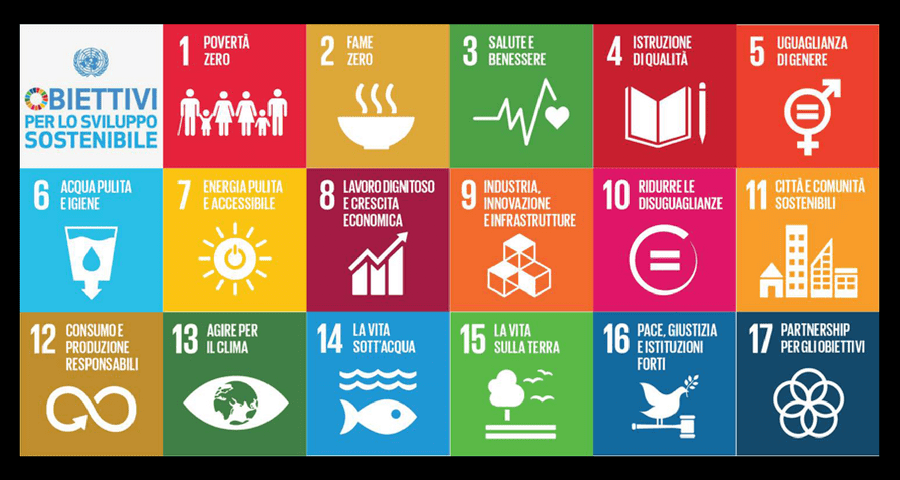 OBIETTIVI
PER LO SVILUPPO
SOSTENIBILE
1 POVERTÀ
ZERO
2 FAME
ZERO
3 SALUTE E
BENESSERE
4 ISTRUZIONE
DI QUALITÀ
5 UGUAGLIANZA
DI GENERE
6 ACQUA PULITA
E IGIENE
7 ENERGIA PULITA
E ACCESSIBILE
8 LAVORO DIGNITOSO
E CRESCITA
ECONOMICA
9 INDUSTRIA,
INNOVAZIONE
E INFRASTRUTTURE
10 RIDURRE LE
DISUGUAGLIANZE
11 CITTÀ E COMUNITÀ
SOSTENIBILI
12 CONSUMO E
PRODUZIONE
RESPONSABILI
13 AGIRE PER
IL CLIMA
14 LA VITA
SOTT'ACQUA
15 LA VITA
SULLA TERRA
16 PACE, GIUSTIZIA
E ISTITUZIONI
FORTI
17 PARTNERSHIP
PER GLI OBIETTIVI